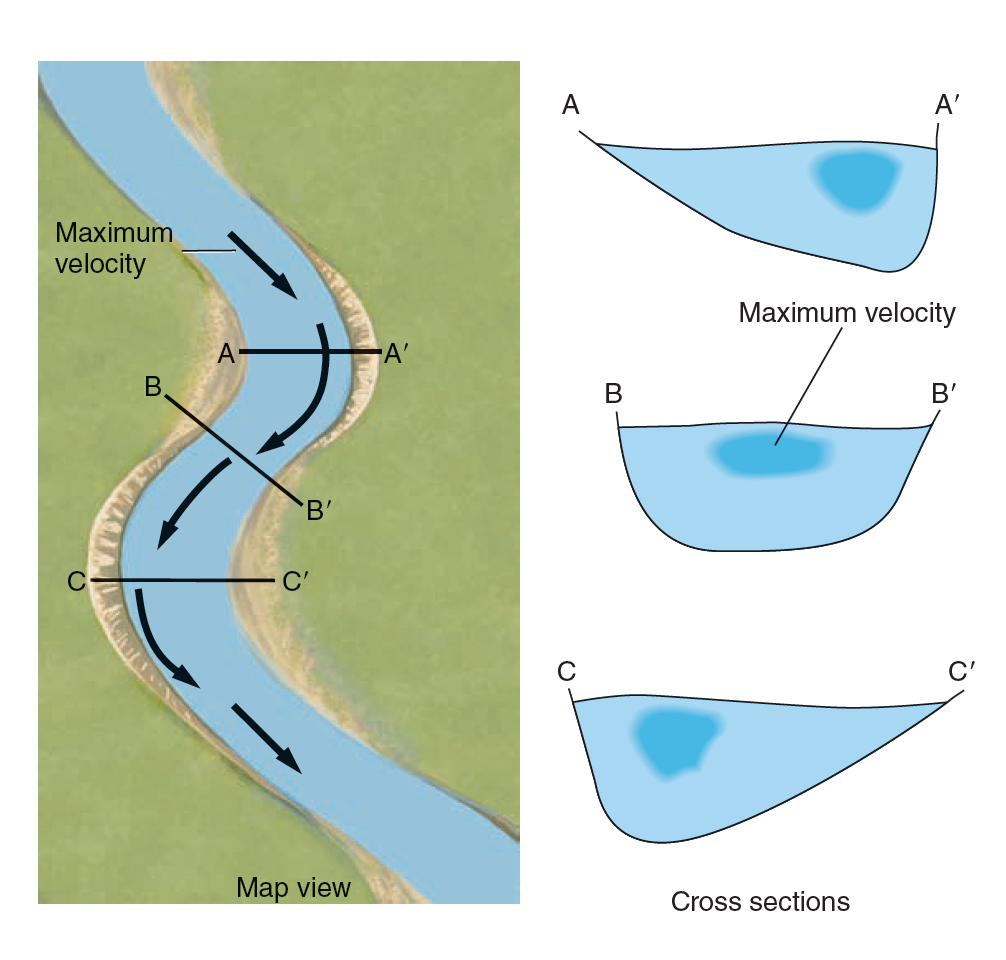 Maximum
velocity
A
A′
B
B′
C
C′
Map view
A
A′
Maximum velocity
B
B′
C
C′
Cross sections